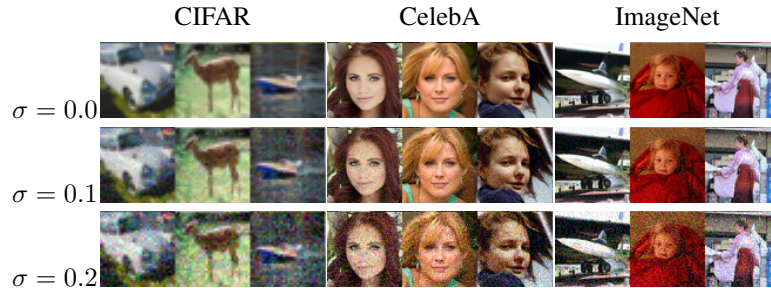 CIFAR CelebA ImageNet
σ = 0.0
σ = 0.1
σ = 0.2